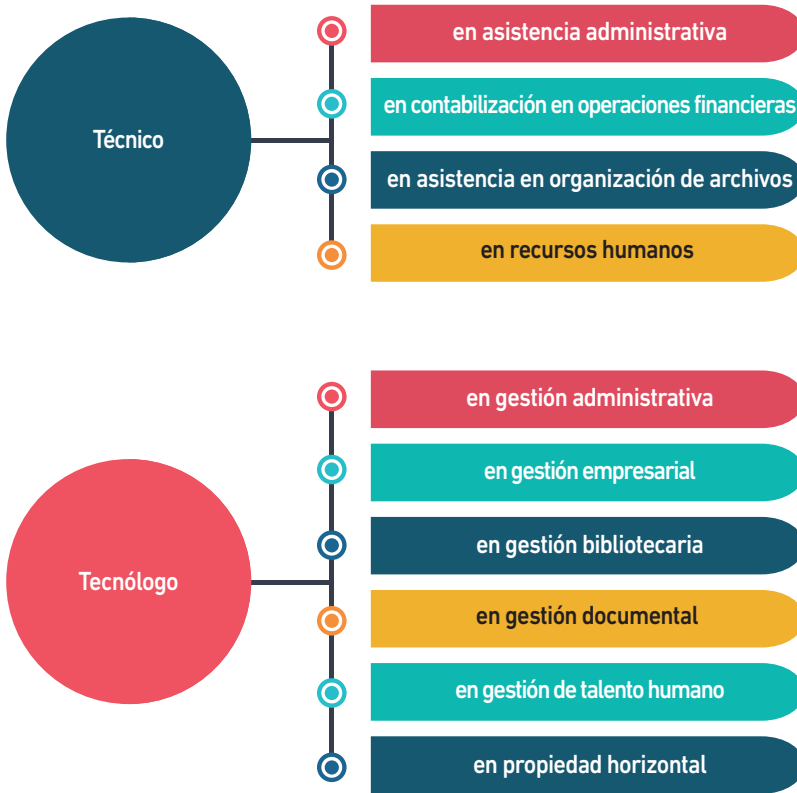 Técnico
en asistencia administrativa
en contabilización en operaciones financieras
en asistencia en organización de archivos
en recursos humanos
Tecnólogo
en gestión administrativa
en gestión empresarial
en gestión bibliotecaria
en gestión documental
en gestión de talento humano
en propiedad horizontal